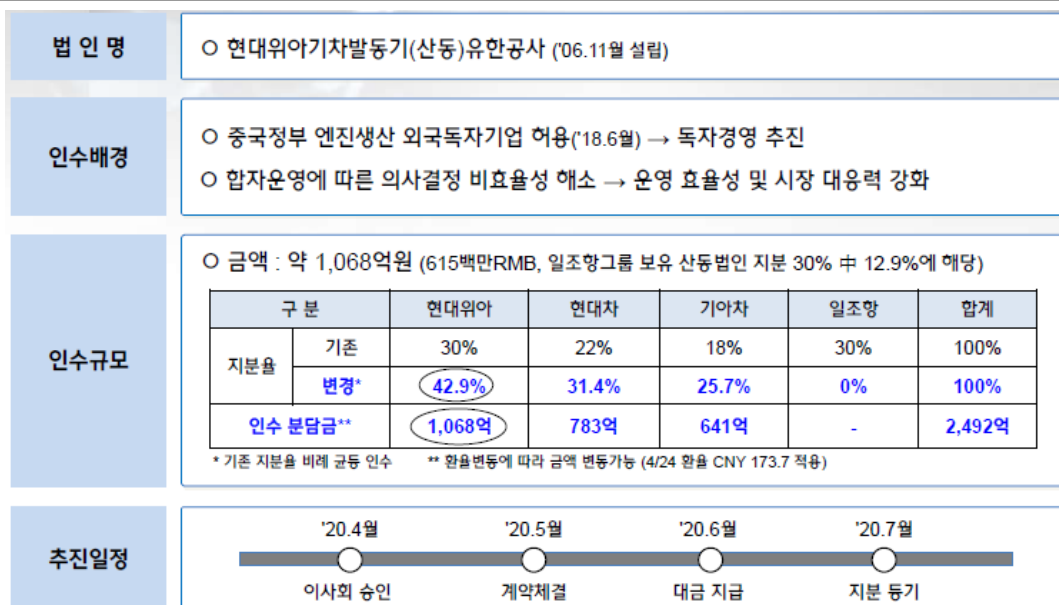 법 인 명
○ 현대위아기차발동기(산동)유한공사 ('06.11월 설립)
인수배경
○ 중국정부 엔진생산 외국독자기업 허용('18.6월) → 독자경영 추진
○ 합자운영에 따른 의사결정 비효율성 해소 → 운영 효율성 및 시장 대응력 강화
인수규모
○ 금액 : 약 1,068억원 (615백만RMB, 일조항그룹 보유 산동법인 지분 30% 中 12.9%에 해당)
구 분 현대위아 현대차 기아차 일조항 합계
지분율 기존 30% 22% 18% 30% 100%
변경* 42.9% 31.4% 25.7% 0% 100%
인수 분담금** 1,068억 783억 641억 - 2,492억
* 기존 지분율 비례 균등 인수 ** 환율변동에 따라 금액 변동가능 (4/24 환율 CNY 173.7 적용)
추진일정
'20.4월 '20.5월 '20.6월 '20.7월
이사회 승인 계약체결 대금 지급 지분 등기